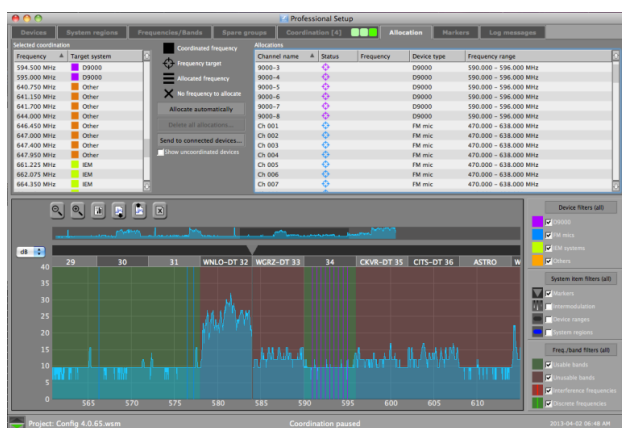 Professional Setup
Devices System regions Frequencies/Bands Spare groups Coordination [4] Allocation Markers Log messages
Selected coordination
Frequency Target system
594.500 MHz D9000
595.000 MHz D9000
640.750 MHz Other
641.150 MHz Other
641.700 MHz Other
644.000 MHz Other
646.450 MHz Other
647.000 MHz Other
647.400 MHz Other
647.950 MHz Other
661.225 MHz IEM
662.075 MHz IEM
664.350 MHz IEM
Coordinated frequency
Frequency target
Allocated frequency
No frequency to allocate
Allocate automatically
Delete all allocations...
Send to connected devices...
Show uncoordinated devices
Allocations
Channel name Status Frequency Device type Frequency range
9000-3 D9000 590.000 - 596.000 MHz
9000-4 D9000 590.000 - 596.000 MHz
9000-5 D9000 590.000 - 596.000 MHz
9000-6 D9000 590.000 - 596.000 MHz
9000-7 D9000 590.000 - 596.000 MHz
9000-8 D9000 590.000 - 596.000 MHz
Ch 001 FM mic 470.000 - 638.000 MHz
Ch 002 FM mic 470.000 - 638.000 MHz
Ch 003 FM mic 470.000 - 638.000 MHz
Ch 004 FM mic 470.000 - 638.000 MHz
Ch 005 FM mic 470.000 - 638.000 MHz
Ch 006 FM mic 470.000 - 638.000 MHz
Ch 007 FM mic 470.000 - 638.000 MHz
dB
29 30 31 WNLO-DT 32 WGRZ-DT 33 34 CKVR-DT 35 CITS-DT 36 ASTRO W
40
35
30
25
20
15
10
5
0
565 570 575 580 585 590 595 600 605 610
Device filters (all)
D9000
FM mics
IEM systems
Others
System item filters (all)
Markers
Intermodulation
Device ranges
System regions
Freq./band filters (all)
Usable bands
Unusable bands
Interference frequencies
Discrete frequencies
Project: Config 4.0.65.wsm
Coordination paused
2013-04-02 06:48 AM